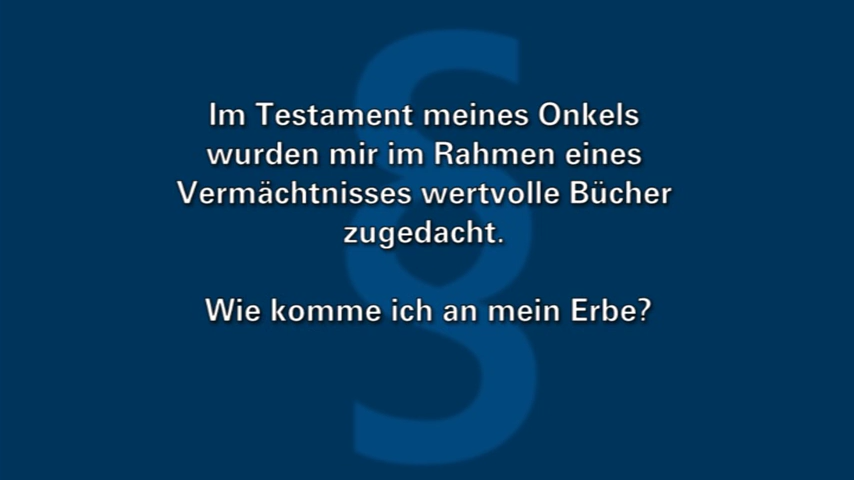 Im Testament meines Onkels
wurden mir im Rahmen eines
Vermächtnisses wertvolle Bücher
zugedacht.
Wie komme ich an mein Erbe?